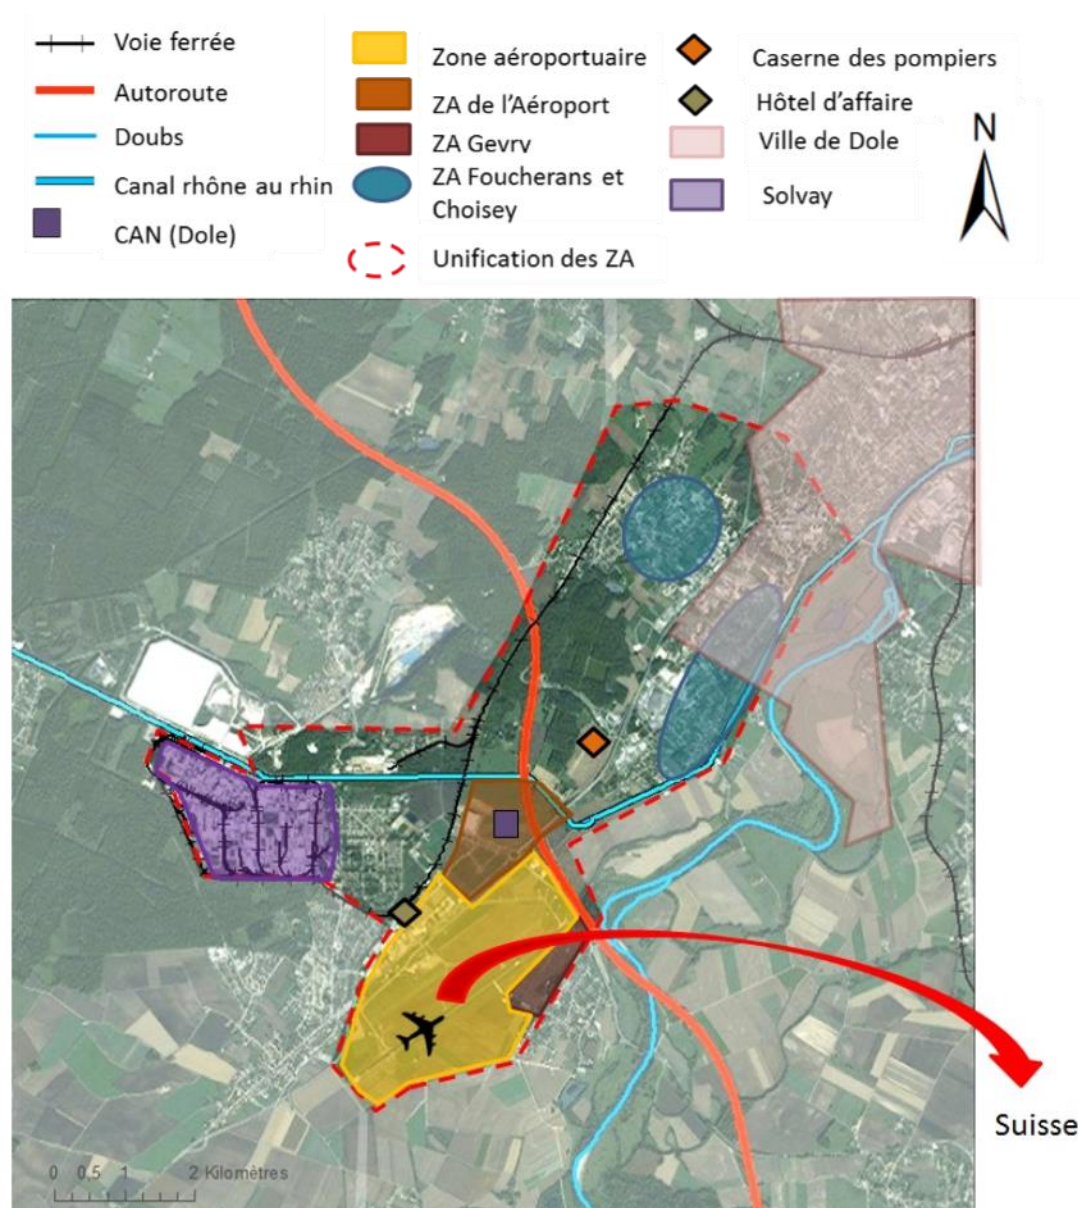 Voie ferrée
Autoroute
Doubs
Canal rhône au rhin
CAN (Dole)
Zone aéroportuaire
ZA de l'Aéroport
ZA Gevrv
ZA Foucherans et
Choisey
Unification des ZA
Caserne des pompiers
Hôtel d'affaire
Ville de Dole
Solvay
N
Suisse
0 0,5 1 2 Kilomètres